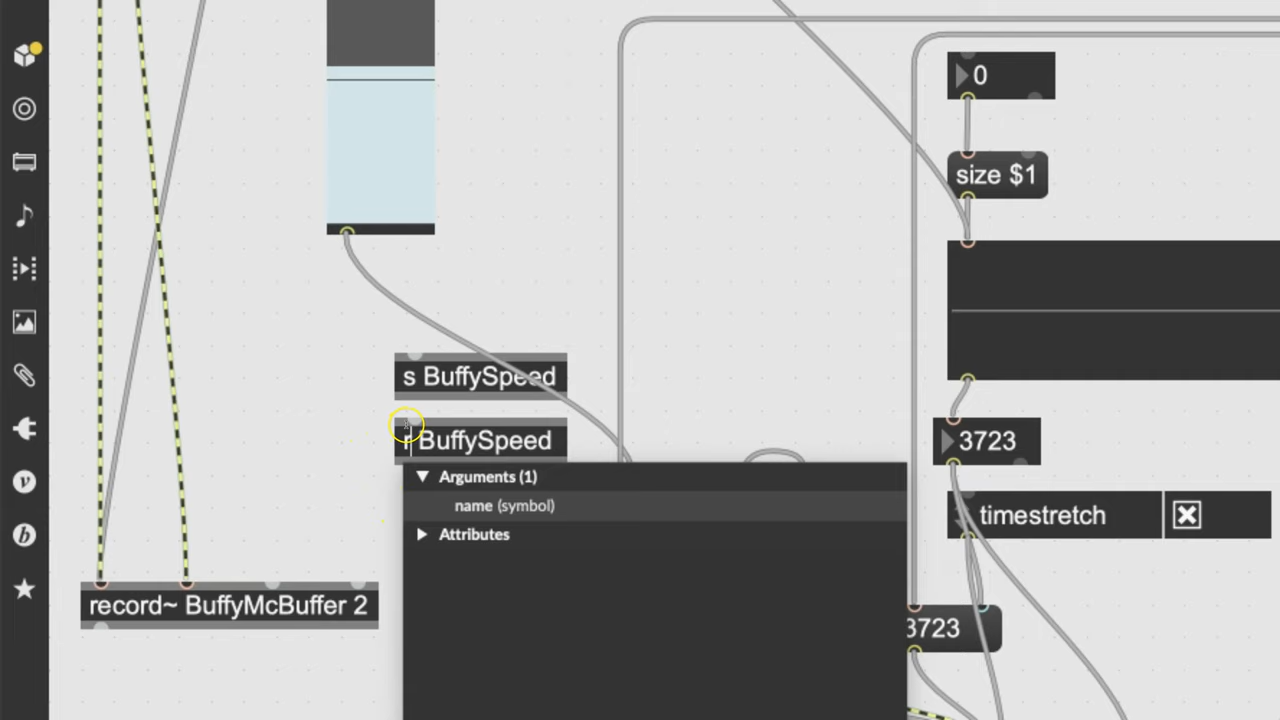 0
size $1
s BuffySpeed
r BuffySpeed
3723
Arguments (1)
name (symbol)
timestretch
Attributes
record~ BuffyMcBuffer 2
3723